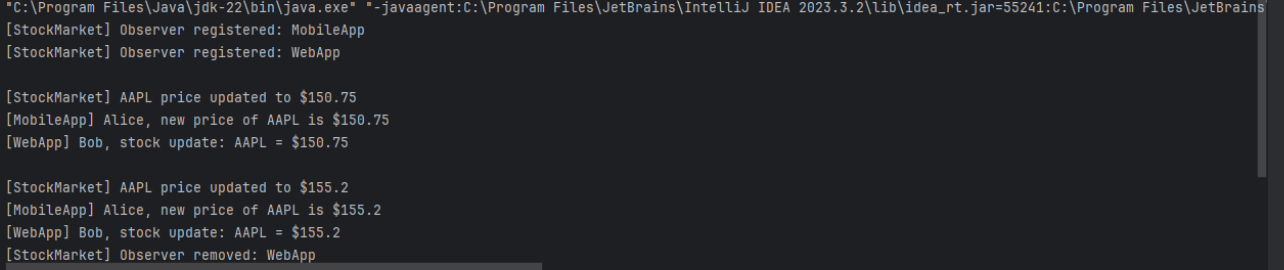 "C:\Program Files\Java\jdk-22\bin\java.exe" "-javaagent:C:\Program Files\JetBrains\IntelliJ IDEA 2023.3.2\lib\idea_rt.jar=55241:C:\Program Files\JetBrains
[StockMarket] Observer registered: MobileApp
[StockMarket] Observer registered: WebApp
[StockMarket] AAPL price updated to $150.75
[MobileApp] Alice, new price of AAPL is $150.75
[WebApp] Bob, stock update: AAPL = $150.75
[StockMarket] AAPL price updated to $155.2
[MobileApp] Alice, new price of AAPL is $155.2
[WebApp] Bob, stock update: AAPL = $155.2
[StockMarket] Observer removed: WebApp